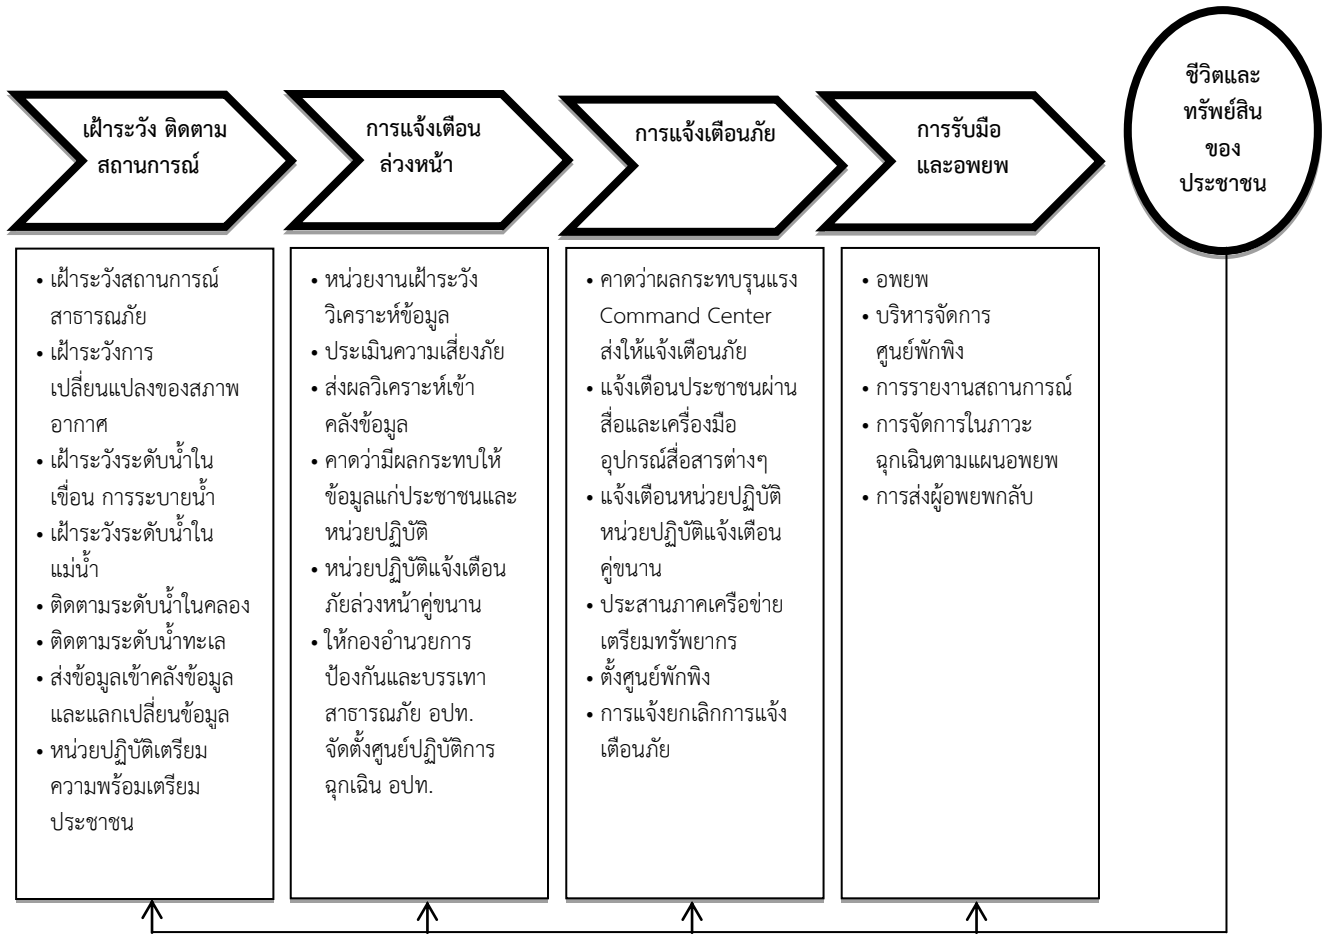 เฝ้าระวัง ติดตาม
สถานการณ์
การแจ้งเตือน
ล่วงหน้า
การแจ้งเตือนภัย
การรับมือ
และอพยพ
ชีวิตและ
ทรัพย์สิน
ของ
ประชาชน
• เฝ้าระวังสถานการณ์
สาธารณภัย
• เฝ้าระวังการ
เปลี่ยนแปลงของสภาพ
อากาศ
• เฝ้าระวังระดับน้ำใน
เขื่อน การระบายน้ำ
• เฝ้าระวังระดับน้ำใน
แม่น้ำ
• ติดตามระดับน้ำในคลอง
• ติดตามระดับน้ำทะเล
• ส่งข้อมูลเข้าคลังข้อมูล
และแลกเปลี่ยนข้อมูล
• หน่วยปฏิบัติเตรียม
ความพร้อมเตรียม
ประชาชน
• หน่วยงานเฝ้าระวัง
วิเคราะห์ข้อมูล
• ประเมินความเสี่ยงภัย
• ส่งผลวิเคราะห์เข้า
คลังข้อมูล
• คาดว่ามีผลกระทบให้
ข้อมูลแก่ประชาชนและ
หน่วยปฏิบัติ
• หน่วยปฏิบัติแจ้งเตือน
ภัยล่วงหน้าคู่ขนาน
• ให้กองอำนวยการ
ป้องกันและบรรเทา
สาธารณภัย อปท.
จัดตั้งศูนย์ปฏิบัติการ
ฉุกเฉิน อปท.
• คาดว่าผลกระทบรุนแรง
Command Center
ส่งให้แจ้งเตือนภัย
• แจ้งเตือนประชาชนผ่าน
สื่อและเครื่องมือ
อุปกรณ์สื่อสารต่างๆ
• แจ้งเตือนหน่วยปฏิบัติ
หน่วยปฏิบัติแจ้งเตือน
คู่ขนาน
• ประสานภาคเครือข่าย
เตรียมทรัพยากร
• ตั้งศูนย์พักพิง
• การแจ้งยกเลิกการแจ้ง
เตือนภัย
• อพยพ
• บริหารจัดการ
ศูนย์พักพิง
• การรายงานสถานการณ์
• การจัดการในภาวะ
ฉุกเฉินตามแผนอพยพ
• การส่งผู้อพยพกลับ